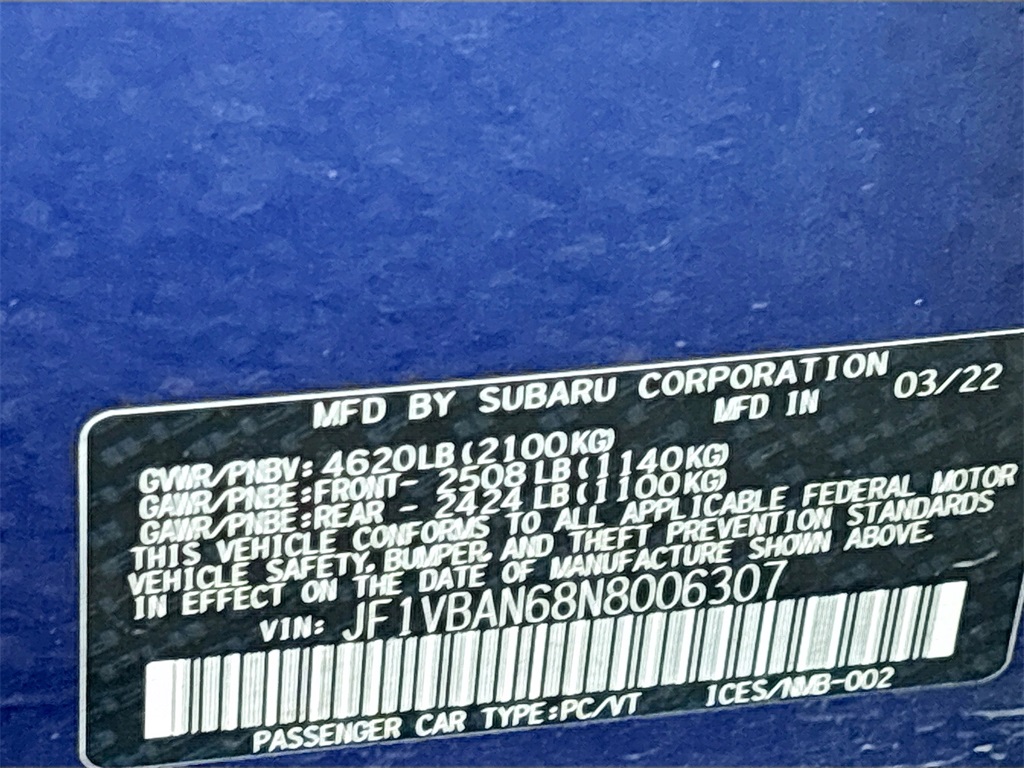 MFD BY SUBARU CORPORATION
MFD IN 03/22
GVWR/PNBV: 4620LB(2100KG)
GAWR/PNBE:FRONT- 2508 LB(1140KG)
GAWR/PNBE:REAR - 2424 LB(1100KG)
THIS VEHICLE CONFORMS TO ALL APPLICABLE FEDERAL MOTOR
VEHICLE SAFETY, BUMPER, AND THEFT PREVENTION STANDARDS
IN EFFECT ON THE DATE OF MANUFACTURE SHOWN ABOVE.
VIN: JF1VBAN68N8006307
PASSENGER CAR TYPE:PC/VT ICES/NMB-002